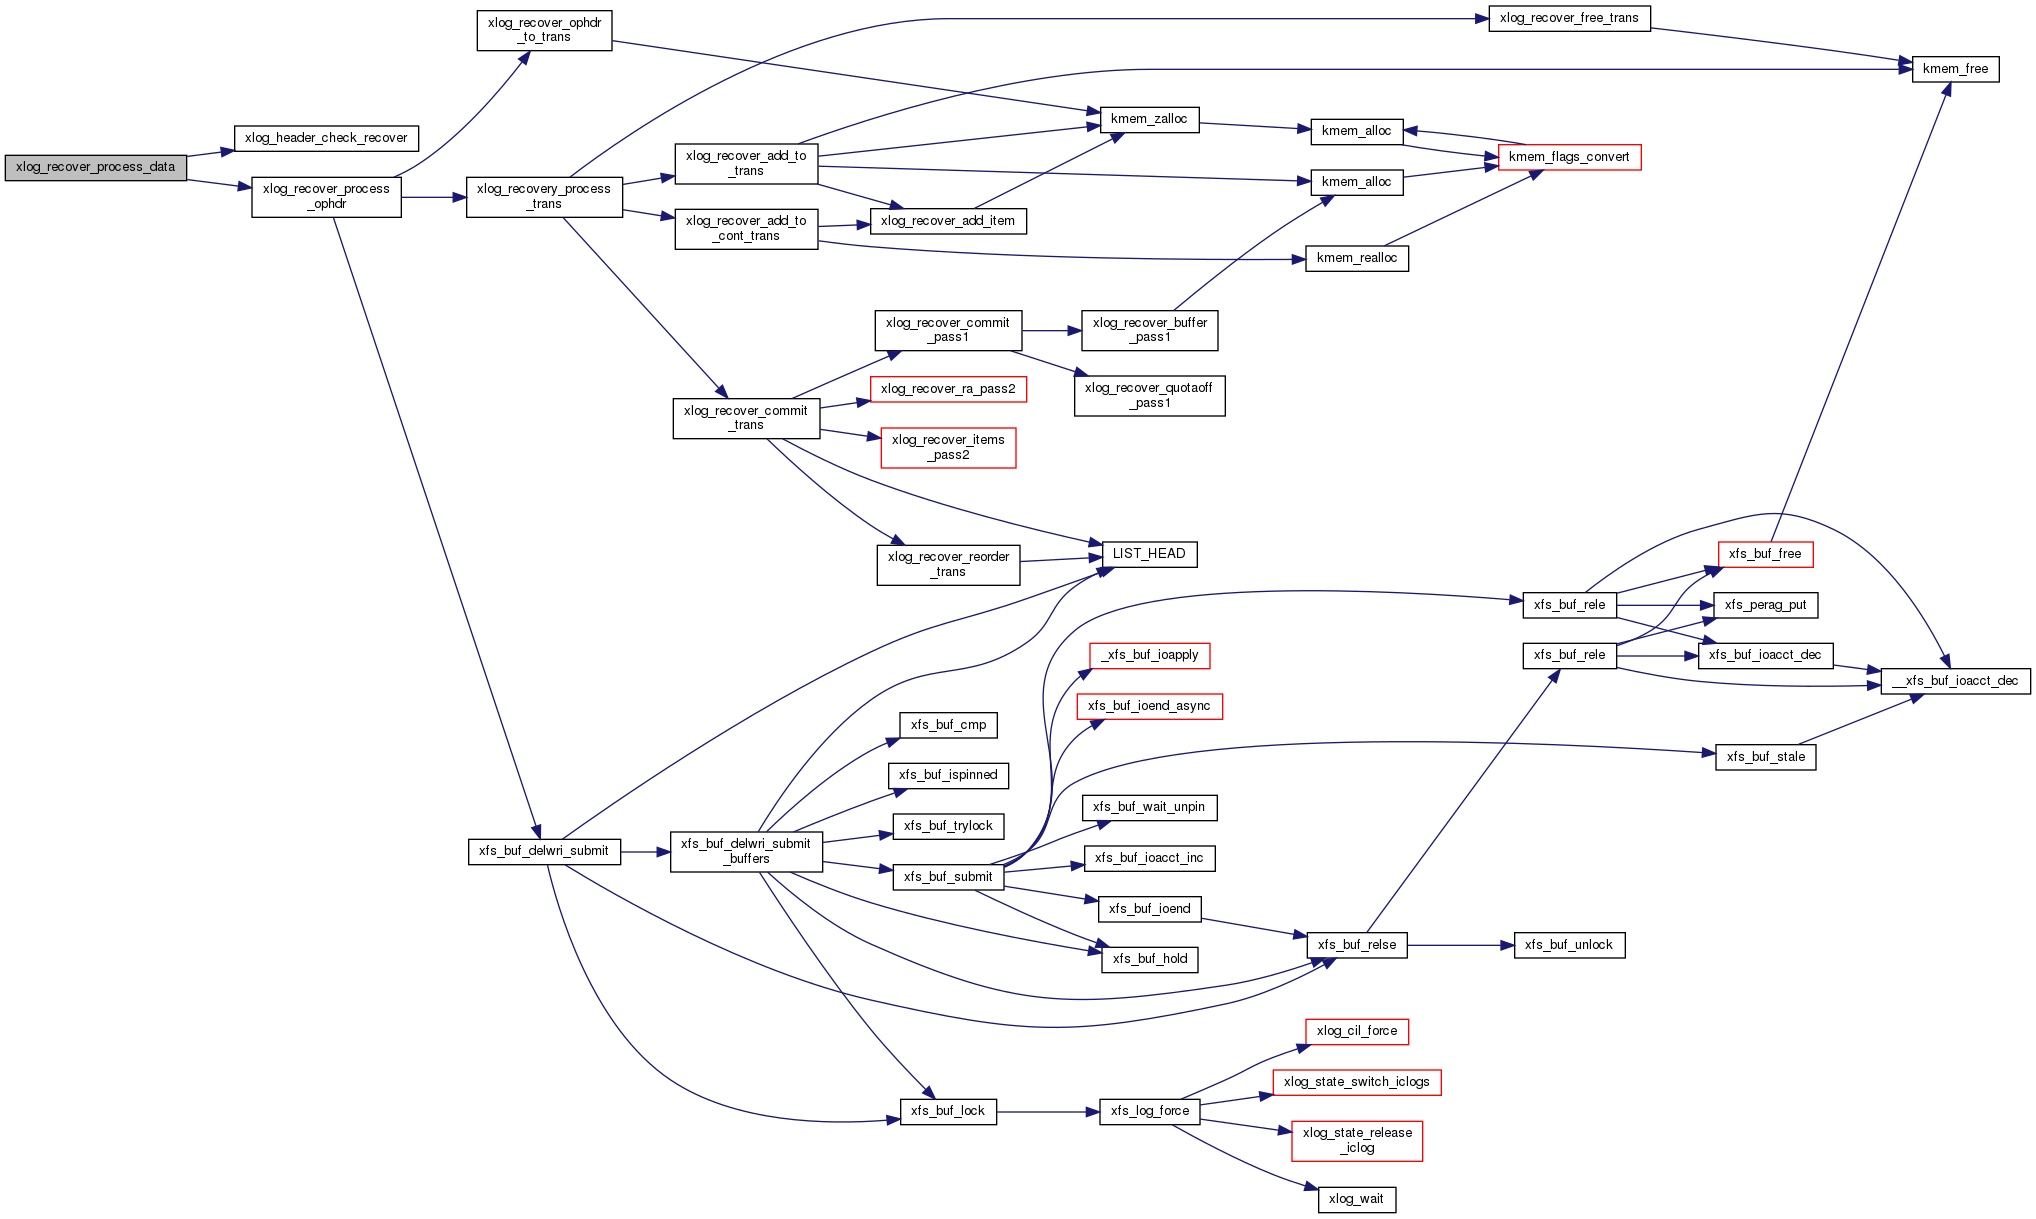 xlog_recover_process_data
xlog_header_check_recover
xlog_recover_process
_ophdr
xlog_recover_ophdr
_to_trans
xlog_recovery_process
_trans
xfs_buf_delwri_submit
xlog_recover_add_to
_trans
xlog_recover_add_to
_cont_trans
xlog_recover_commit
_trans
xfs_buf_delwri_submit
_buffers
xlog_recover_add_item
xlog_recover_commit
_pass1
xlog_recover_ra_pass2
xlog_recover_items
_pass2
xlog_recover_reorder
_trans
xfs_buf_cmp
xfs_buf_ispinned
xfs_buf_trylock
xfs_buf_submit
xfs_buf_lock
kmem_zalloc
xlog_recover_buffer
_pass1
xlog_recover_quotaoff
_pass1
LIST_HEAD
_xfs_buf_ioapply
xfs_buf_ioend_async
xfs_buf_wait_unpin
xfs_buf_ioacct_inc
xfs_buf_ioend
xfs_buf_hold
xfs_log_force
kmem_alloc
kmem_alloc
kmem_realloc
xfs_buf_relse
xlog_cil_force
xlog_state_switch_iclogs
xlog_state_release
_iclog
xlog_wait
xlog_recover_free_trans
kmem_flags_convert
xfs_buf_rele
xfs_buf_rele
xfs_buf_unlock
xfs_buf_free
xfs_perag_put
xfs_buf_ioacct_dec
xfs_buf_stale
kmem_free
__xfs_buf_ioacct_dec